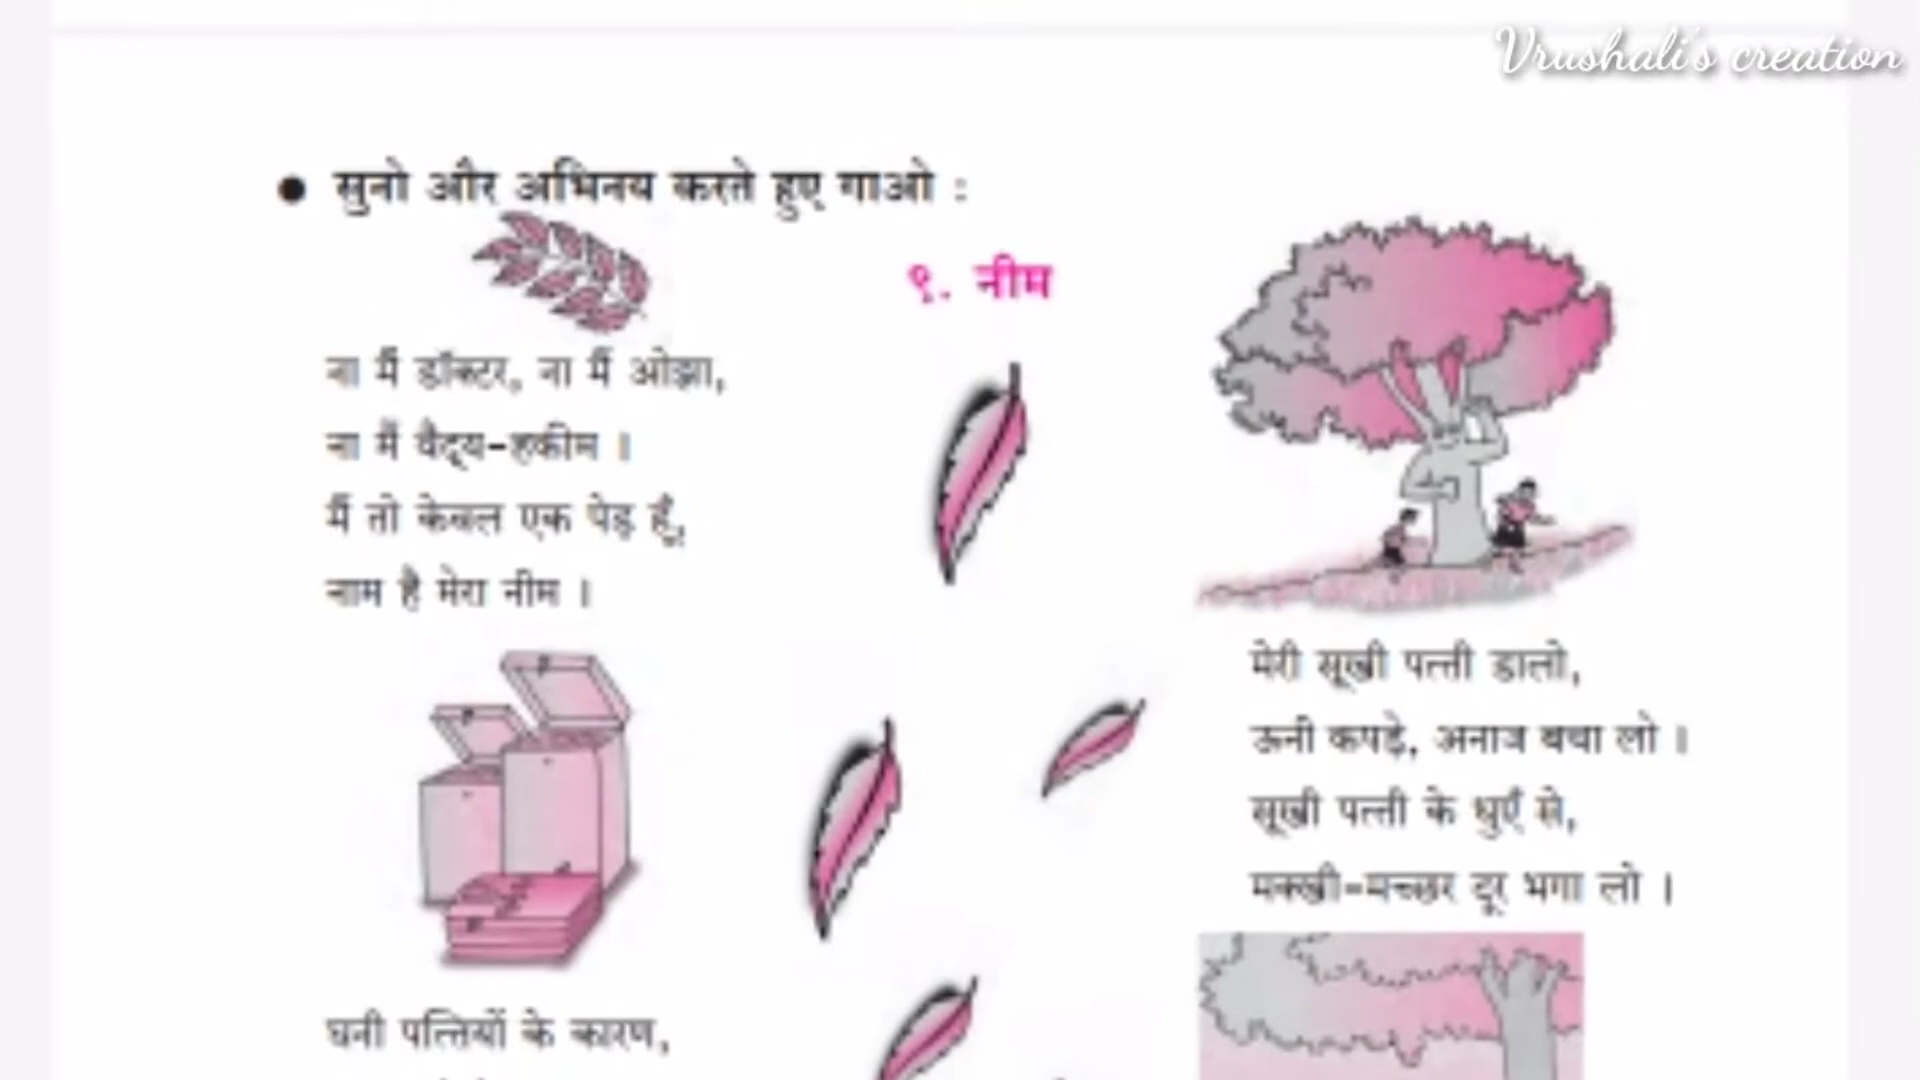 Vrushali's creation
● सुनो और अभिनय करते हुए गाओ :
९. नीम
ना मैं डॉक्टर, ना मैं ओझा,
ना मैं वैद्य-हकीम ।
मैं तो केवल एक पेड़ हूँ,
नाम है मेरा नीम ।
मेरी सूखी पत्ती डालो,
ऊनी कपड़े, अनाज बचा लो ।
सूखी पत्ती के धुएँ से,
मक्खी-मच्छर दूर भगा लो ।
घनी पत्तियों के कारण,